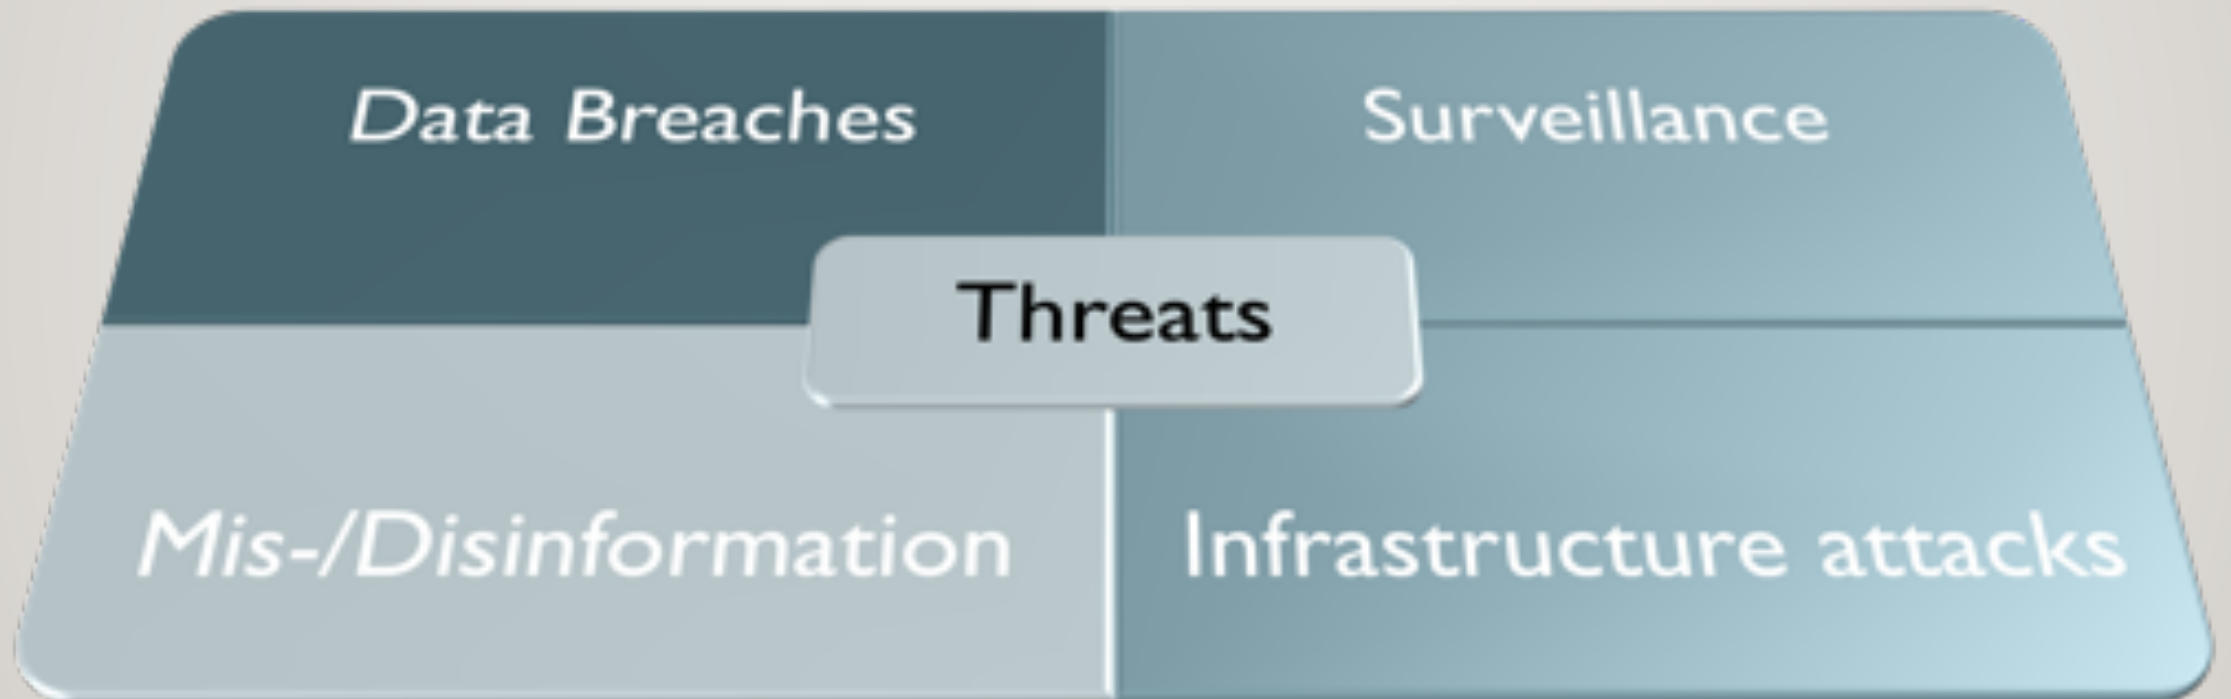 Data Breaches
Surveillance
Threats
Mis-/Disinformation
Infrastructure attacks